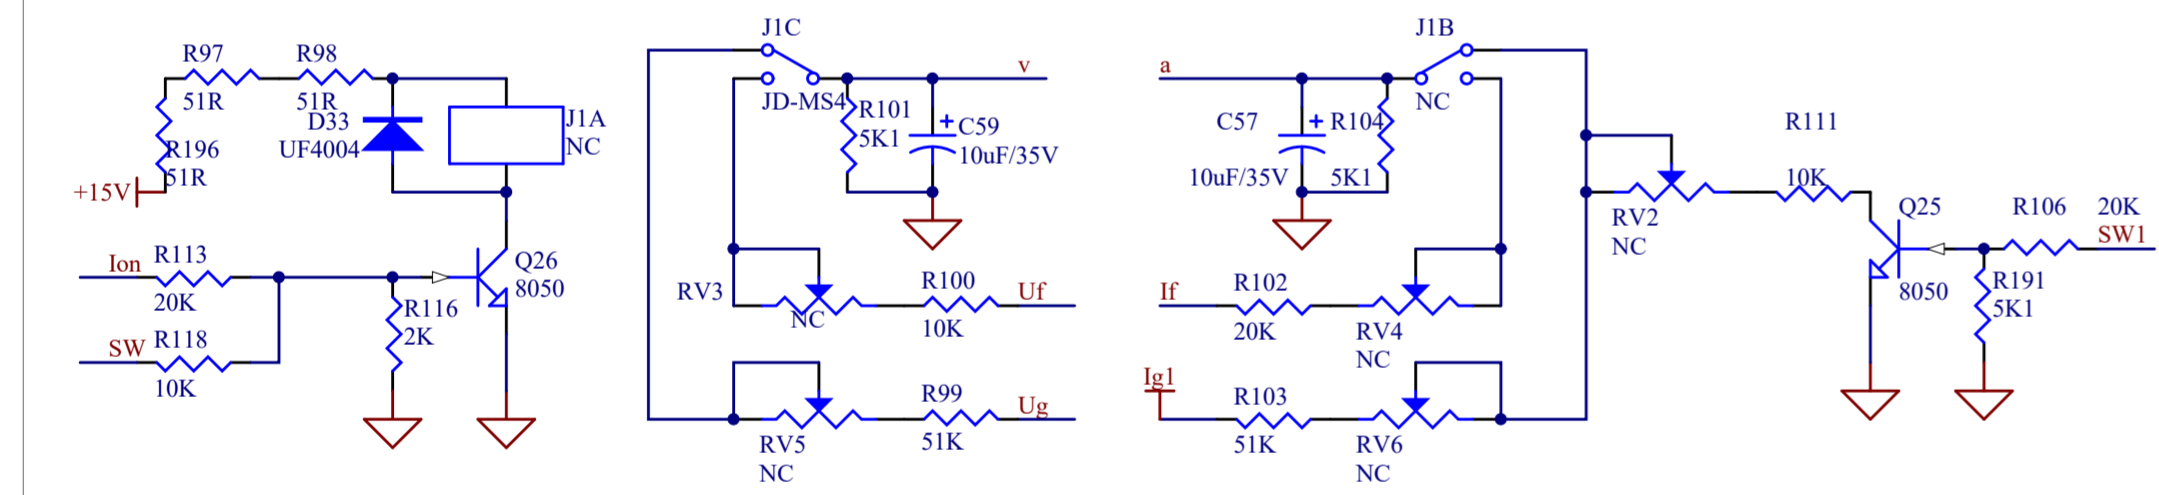 R97
51R
R98
51R
D33
UF4004
R196
51R
+15V
J1A
NC
Ion
R113
20K
SW
R118
10K
R116
2K
Q26
8050
J1C
JD-MS4
v
R101
5K1
C59
10uF/35V
RV3
NC
R100
10K
Uf
RV5
NC
R99
51K
Ug
a
J1B
NC
C57
10uF/35V
R104
5K1
If
R102
20K
RV4
NC
Ig1
R103
51K
RV6
NC
RV2
NC
R111
10K
Q25
8050
R106
20K
SW1
R191
5K1